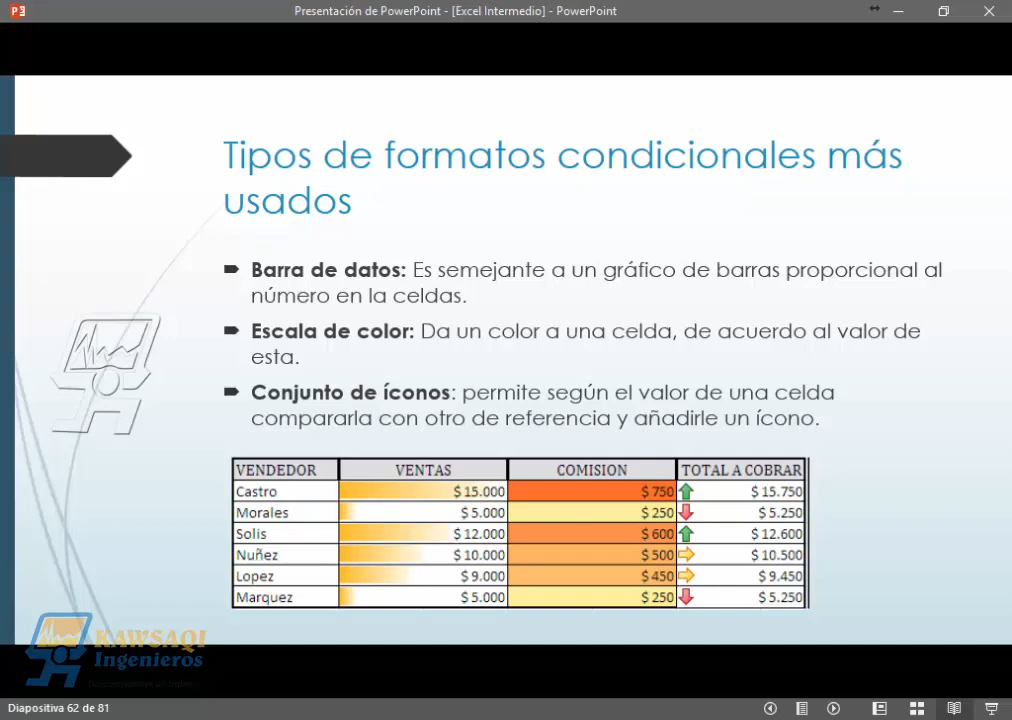 Presentación de PowerPoint - [Excel Intermedio] - PowerPoint
Tipos de formatos condicionales más
usados
Barra de datos: Es semejante a un gráfico de barras proporcional al
número en la celdas.
Escala de color: Da un color a una celda, de acuerdo al valor de
esta.
Conjunto de íconos: permite según el valor de una celda
compararla con otro de referencia y añadirle un ícono.
VENDEDOR VENTAS COMISION TOTAL A COBRAR
Castro $ 15.000 $ 750 $ 15.750
Morales $ 5.000 $ 250 $ 5.250
Solis $ 12.000 $ 600 $ 12.600
Nuñez $ 10.000 $ 500 $ 10.500
Lopez $ 9.000 $ 450 $ 9.450
Marquez $ 5.000 $ 250 $ 5.250
KAWSAQI
Ingenieros
Diapositiva 62 de 81